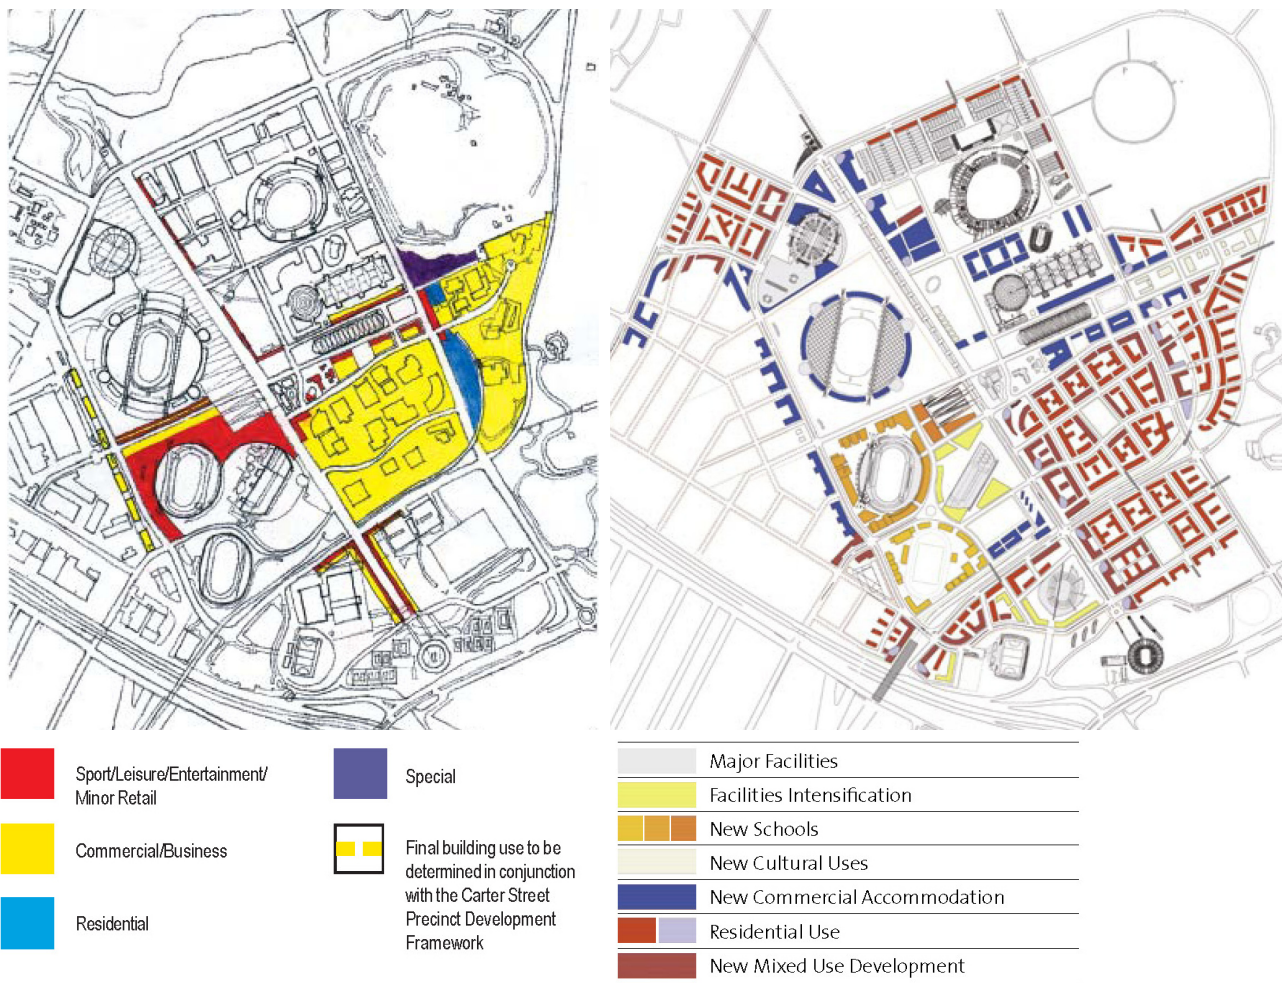 Sport/Leisure/Entertainment/
Minor Retail
Commercial/Business
Residential
Special
Final building use to be
determined in conjunction
with the Carter Street
Precinct Development
Framework
Major Facilities
Facilities Intensification
New Schools
New Cultural Uses
New Commercial Accommodation
Residential Use
New Mixed Use Development